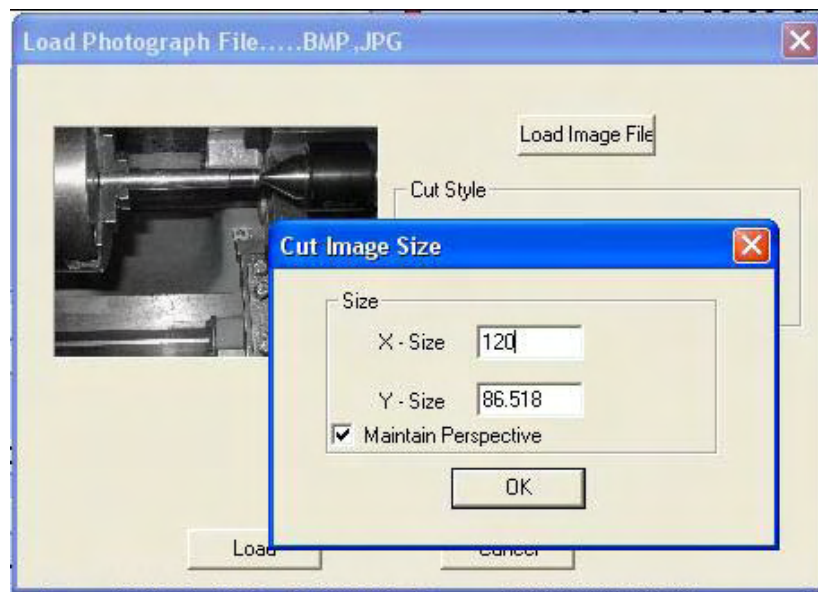 Load Photograph File.....BMP,JPG
Load Image File
Cut Style
Cut Image Size
Size
X - Size 120
Y - Size 86.518
Maintain Perspective
OK
Load
Cancel